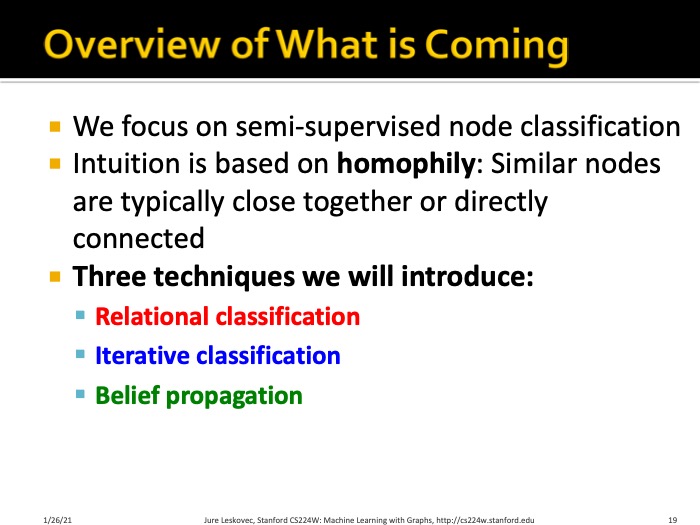 Overview of What is Coming
We focus on semi-supervised node classification
Intuition is based on homophily: Similar nodes
are typically close together or directly
connected
Three techniques we will introduce:
Relational classification
Iterative classification
Belief propagation
1/26/21
Jure Leskovec, Stanford CS224W: Machine Learning with Graphs, http://cs224w.stanford.edu
19